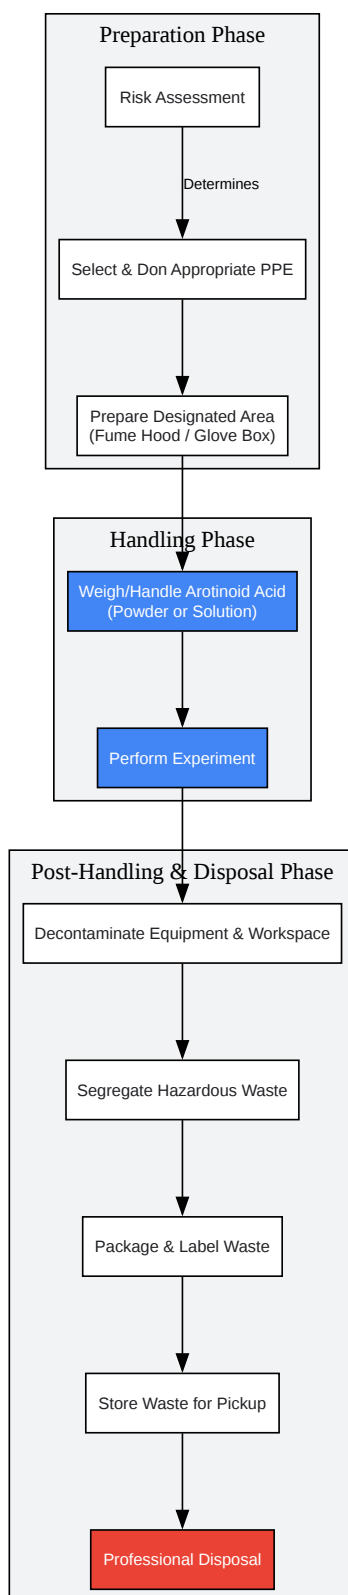 Preparation Phase
Risk Assessment
Determines
Select & Don Appropriate PPE
Prepare Designated Area
(Fume Hood / Glove Box)
Handling Phase
Weigh/Handle Arotinoid Acid
(Powder or Solution)
Perform Experiment
Post-Handling & Disposal Phase
Decontaminate Equipment & Workspace
Segregate Hazardous Waste
Package & Label Waste
Store Waste for Pickup
Professional Disposal